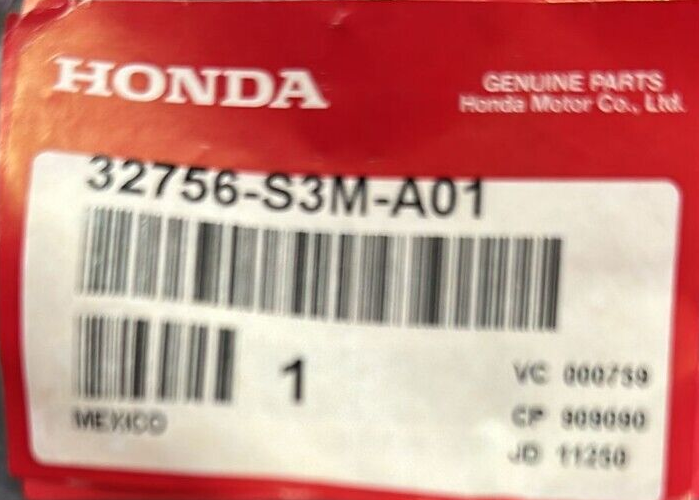 HONDA
GENUINE PARTS
Honda Motor Co., Ltd.
32756-S3M-A01
1
VC 000759
MEXICO
CP 909090
JD 11250